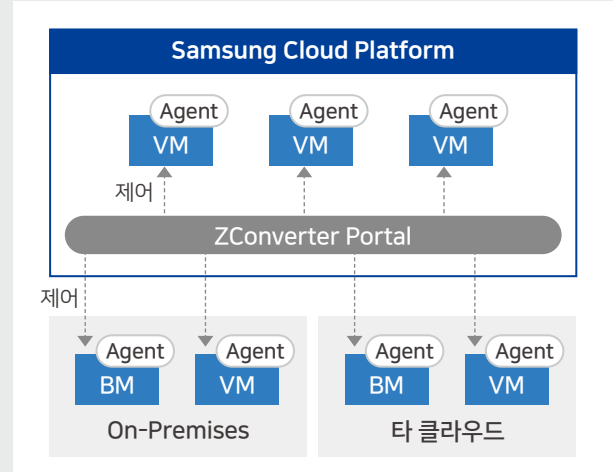 Samsung Cloud Platform
Agent Agent Agent
VM VM VM
제어
ZConverter Portal
제어
Agent Agent Agent Agent
BM VM BM VM
On-Premises 타 클라우드